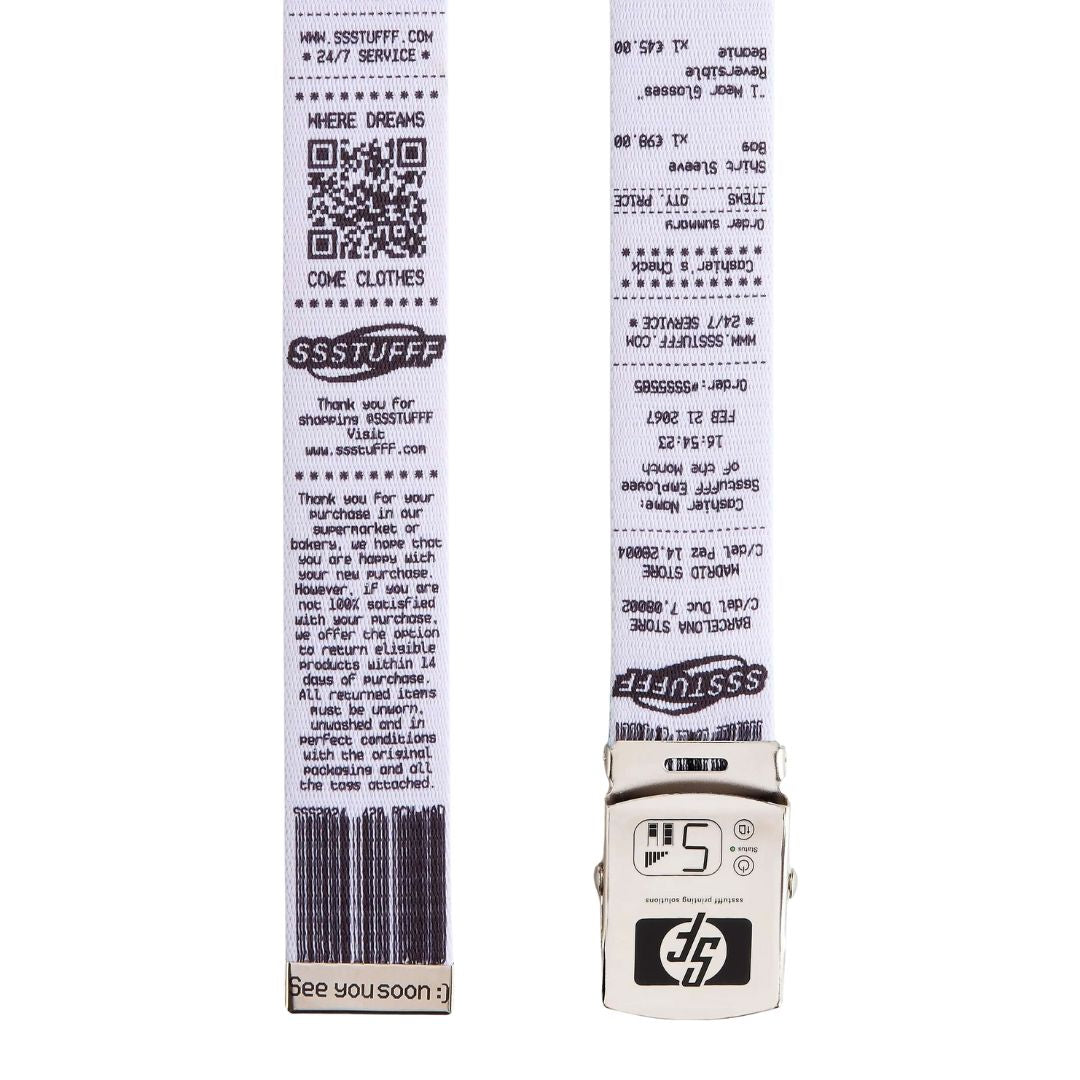 WWW.SSSTUFFF.COM
* 24/7 SERVICE *
WHERE DREAMS
COME CLOTHES
SSSTUFFF
Thank you for
shopping @SSSTUFFF
Visit
www.ssstufff.com
Thank you for your
purchase in our
supermarket or
bakery, we hope that
you are happy with
your new purchase.
However, if you are
not 100% satisfied
with your purchase,
we offer the option
to return eligible
products within 14
days of purchase.
All returned items
must be unworn,
unwashed and in
perfect conditions
with the original
packaging and all
the tags attached.
See you soon :)
SF
ssstufff printing solutions
Status
5
SSSTUFFF
BARCELONA STORE
C/del Duc 7.08002
MADRID STORE
C/del Pez 14.28004
Cashier Name:
Ssstufff Employee
of the Month
16:54:23
FEB 21 2067
Order:#SSS5585
WWW.SSSTUFFF.COM
* 24/7 SERVICE *
Cashier's Check
Order summary
ITEMS QTY. PRICE
Shirt Sleeve
Bag x1 €98.00
"I Wear Glasses"
Reversible
Beanie x1 €45.00